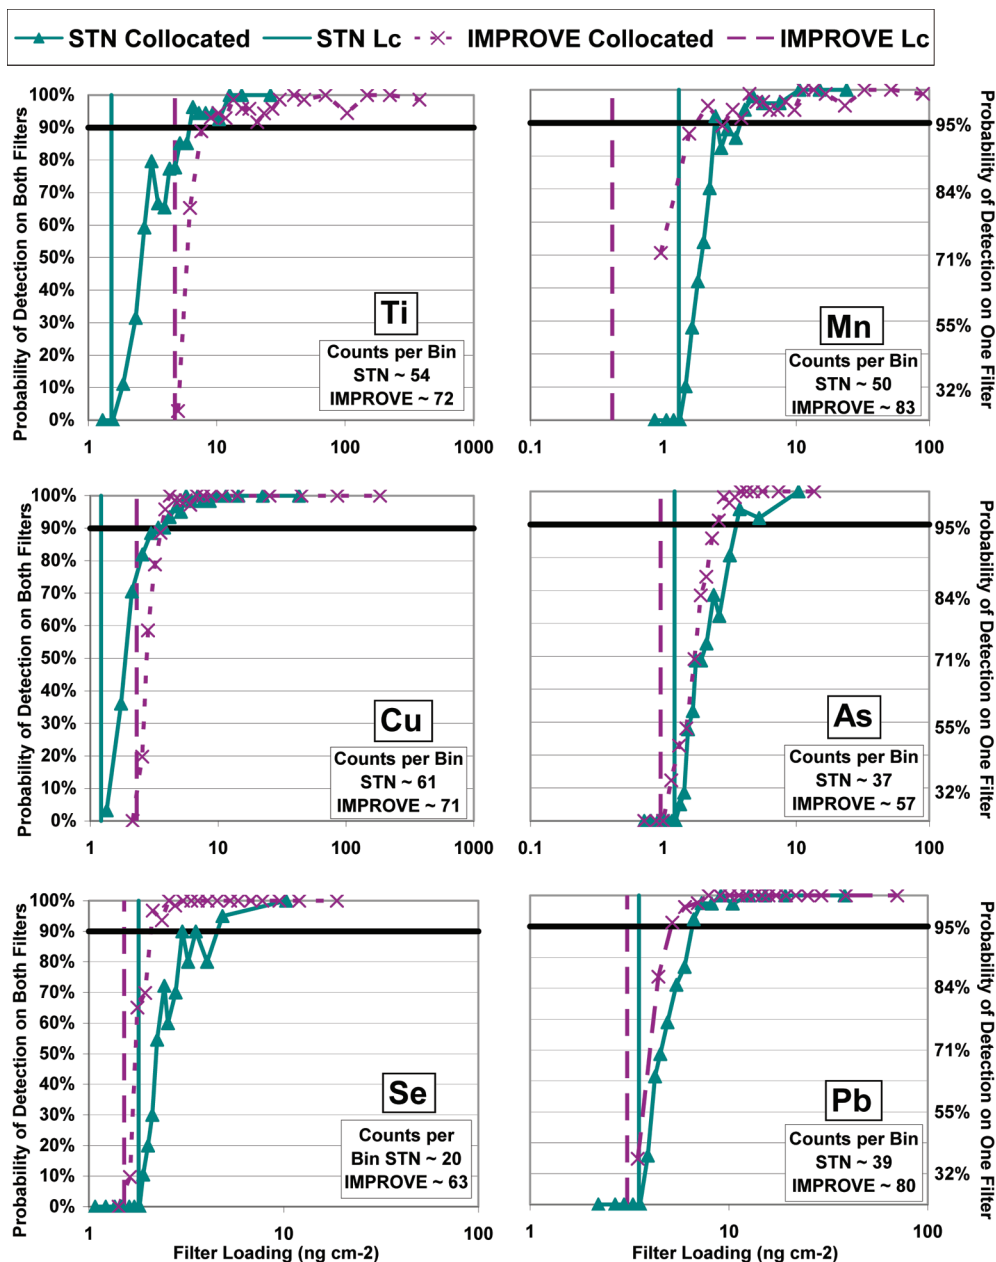 STN Collocated STN Lc IMPROVE Collocated IMPROVE Lc
Probability of Detection on Both Filters
100%
90%
80%
70%
60%
50%
40%
30%
20%
10%
0%
Ti
Counts per Bin
STN ~ 54
IMPROVE ~ 72
1 10 100 1000
95%
84%
71%
55%
32%
Mn
Counts per Bin
STN ~ 50
IMPROVE ~ 83
0.1 1 10 100
Probability of Detection on One Filter
Probability of Detection on Both Filters
100%
90%
80%
70%
60%
50%
40%
30%
20%
10%
0%
Cu
Counts per Bin
STN ~ 61
IMPROVE ~ 71
1 10 100 1000
95%
84%
71%
55%
32%
As
Counts per Bin
STN ~ 37
IMPROVE ~ 57
0.1 1 10 100
Probability of Detection on One Filter
Probability of Detection on Both Filters
100%
90%
80%
70%
60%
50%
40%
30%
20%
10%
0%
Se
Counts per
Bin STN ~ 20
IMPROVE ~ 63
1 10 100
Filter Loading (ng cm-2)
95%
84%
71%
55%
32%
Pb
Counts per Bin
STN ~ 39
IMPROVE ~ 80
1 10 100
Filter Loading (ng cm-2)
Probability of Detection on One Filter